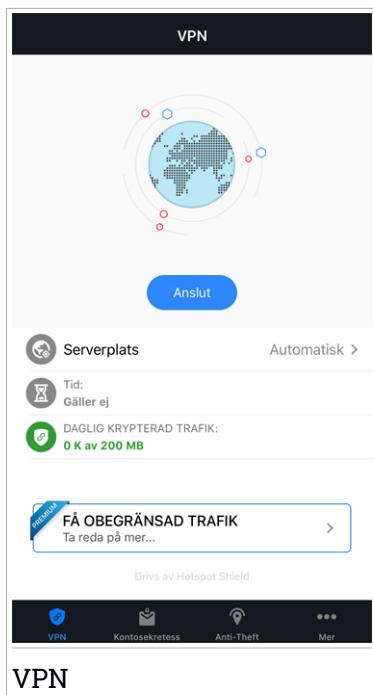 VPN
Anslut
Serverplats
Automatisk
Tid:
Gäller ej
DAGLIG KRYPTERAD TRAFIK:
0 K av 200 MB
PREMIUM
FÅ OBEGRÄNSAD TRAFIK
Ta reda på mer...
Drivs av Hotspot Shield
VPN
Kontosekretess
Anti-Theft
Mer
VPN